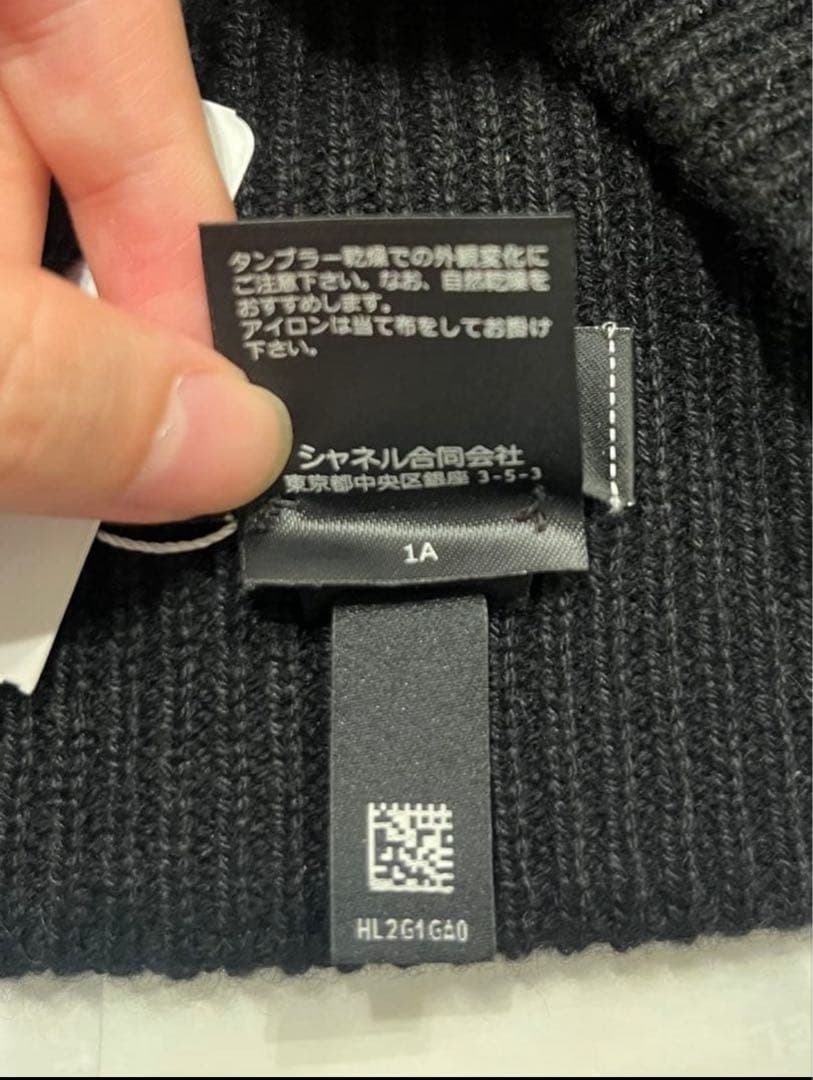 タンブラー乾燥での外観変化に
ご注意下さい。なお、自然乾燥を
おすすめします。
アイロンは当て布をしてお掛け
下さい。
シャネル合同会社
東京都中央区銀座 3-5-3
1A
HL2G1GA0